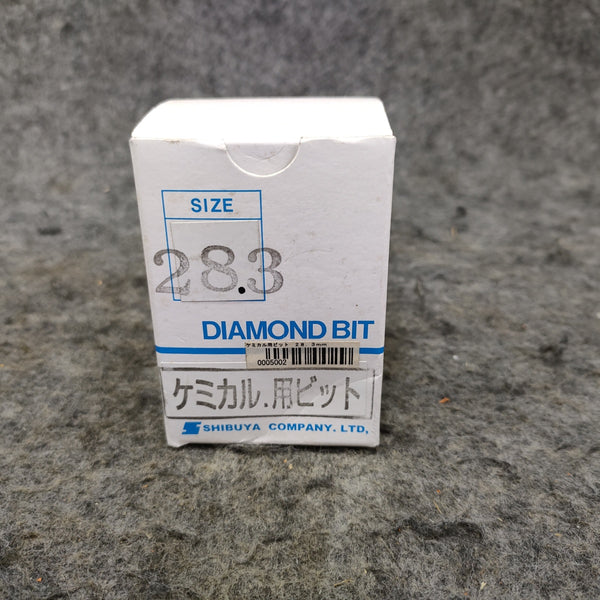 SIZE
28.3
DIAMOND BIT
ケミカル用ビット 28.3mm
0005002
ケミカル.用ビット
SHIBUYA COMPANY. LTD,